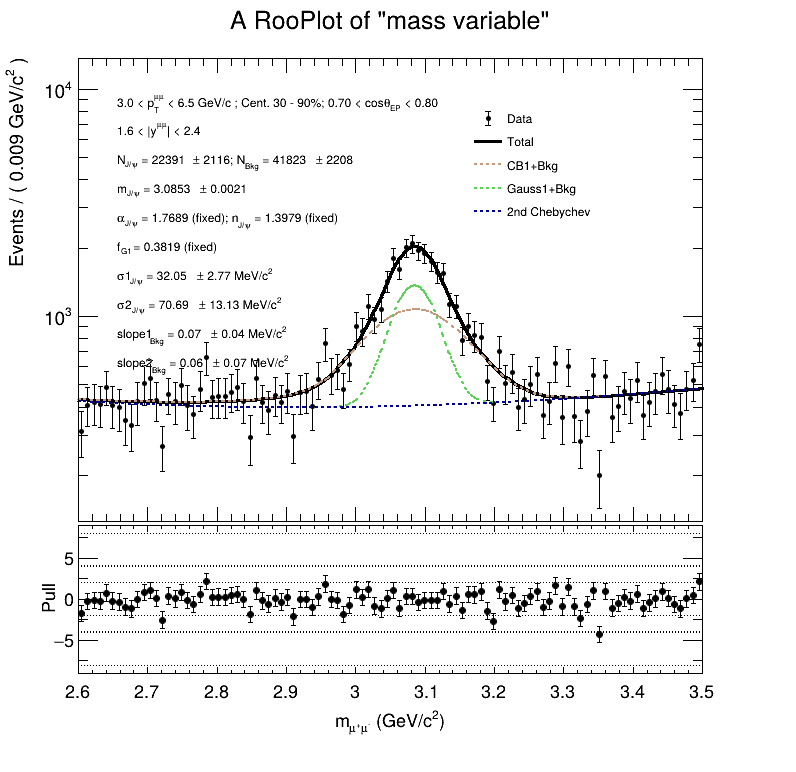 A RooPlot of "mass variable"
Events / ( 0.009 GeV/c² )
10⁴
10³
3.0 < p_T^μμ < 6.5 GeV/c ; Cent. 30 - 90%; 0.70 < cosθ_EP < 0.80
1.6 < |y^μμ| < 2.4
N_J/ψ = 22391 ± 2116; N_Bkg = 41823 ± 2208
m_J/ψ = 3.0853 ± 0.0021
α_J/ψ = 1.7689 (fixed); n_J/ψ = 1.3979 (fixed)
f_G1 = 0.3819 (fixed)
σ1_J/ψ = 32.05 ± 2.77 MeV/c²
σ2_J/ψ = 70.69 ± 13.13 MeV/c²
slope1_Bkg = 0.07 ± 0.04 MeV/c²
slope2_Bkg = 0.06 ± 0.07 MeV/c²
Data
Total
CB1+Bkg
Gauss1+Bkg
2nd Chebychev
Pull
5
0
−5
2.6 2.7 2.8 2.9 3 3.1 3.2 3.3 3.4 3.5
m_μ⁺μ⁻ (GeV/c²)